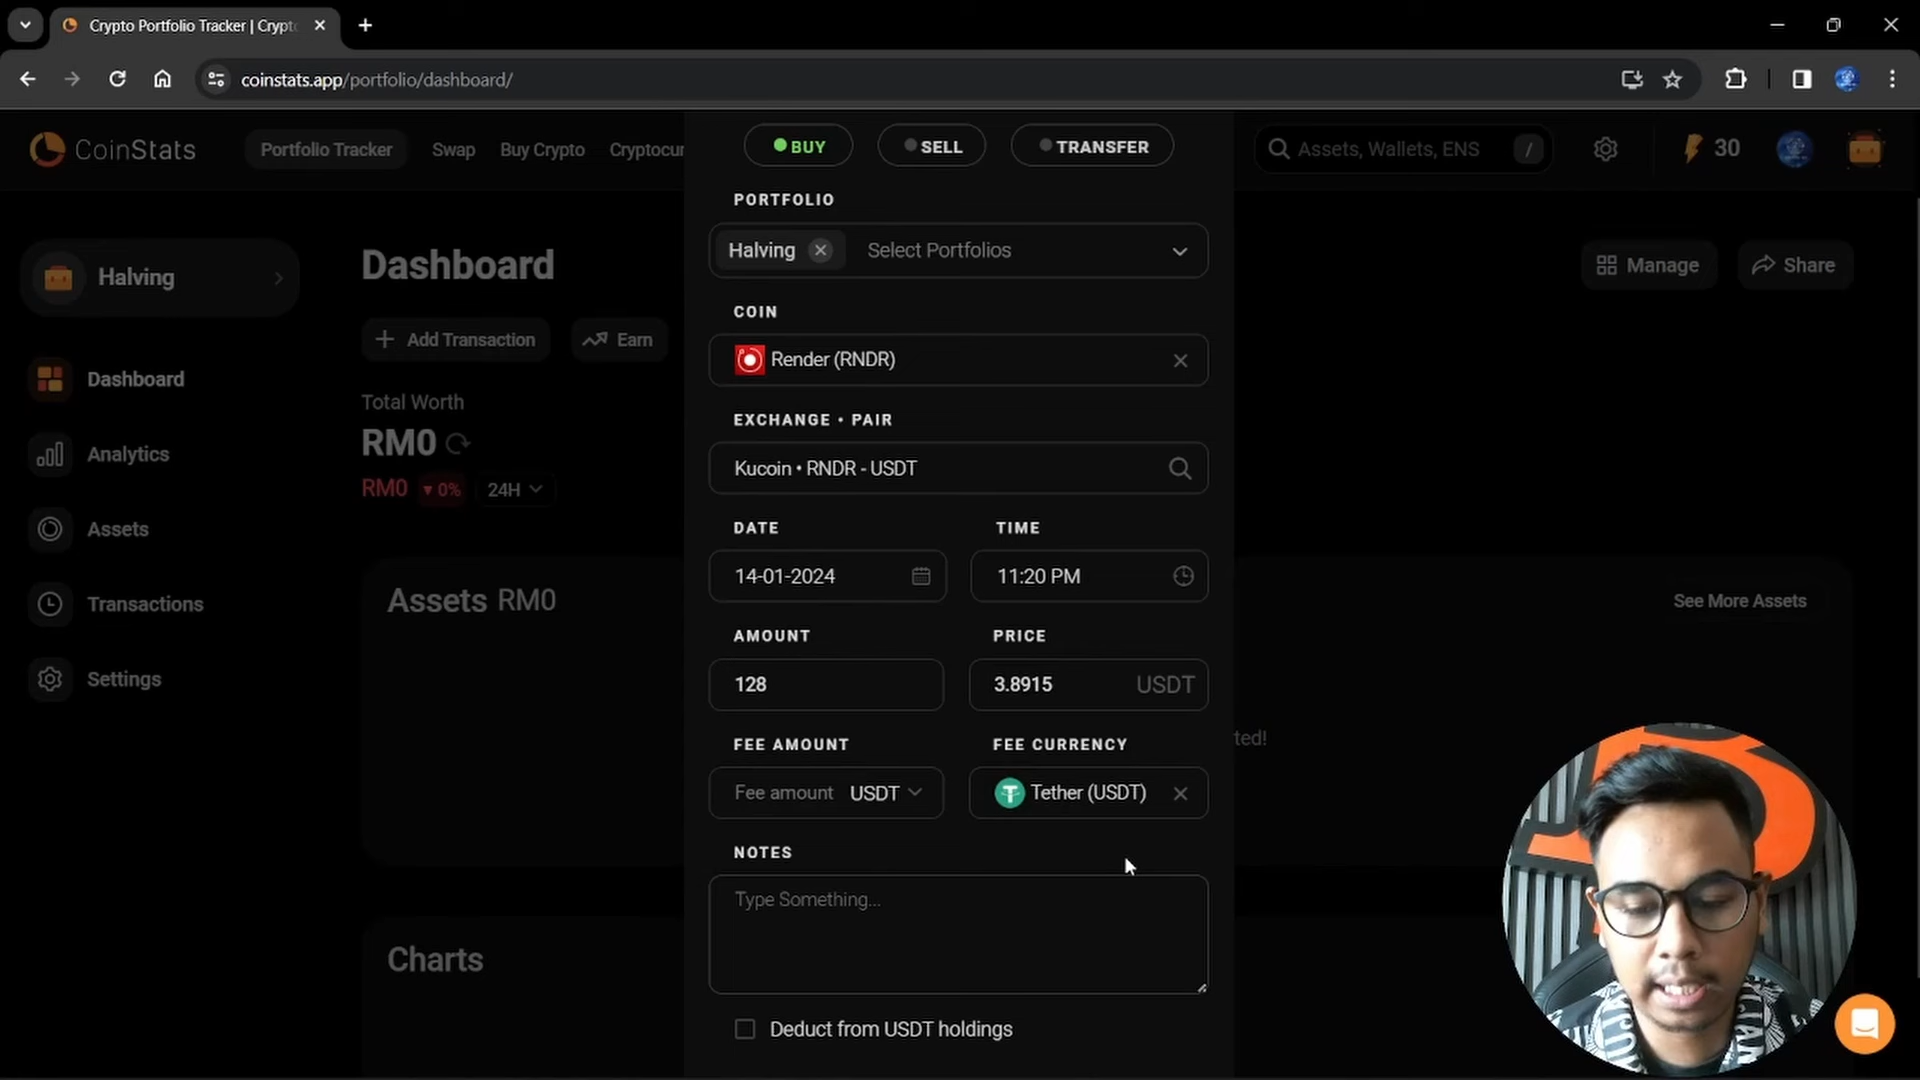 Crypto Portfolio Tracker | Crypt
coinstats.app/portfolio/dashboard/
CoinStats
Portfolio Tracker
Swap
Buy Crypto
Cryptocur
BUY
SELL
TRANSFER
Assets, Wallets, ENS
/
30
PORTFOLIO
Halving
Select Portfolios
COIN
Render (RNDR)
EXCHANGE • PAIR
Kucoin • RNDR - USDT
DATE
TIME
14-01-2024
11:20 PM
AMOUNT
PRICE
128
3.8915
USDT
FEE AMOUNT
FEE CURRENCY
Fee amount
USDT
Tether (USDT)
NOTES
Type Something...
Deduct from USDT holdings
Halving
Dashboard
Analytics
Assets
Transactions
Settings
Dashboard
Manage
Share
Add Transaction
Earn
Total Worth
RM0
RM0
0%
24H
Assets RM0
See More Assets
ted!
Charts